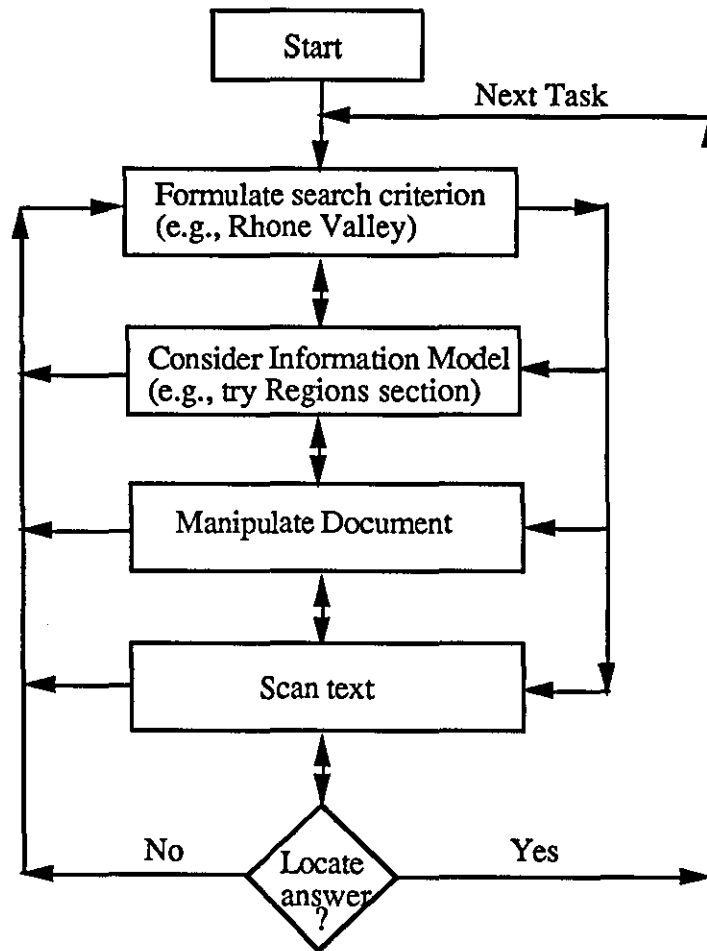 Start
Next Task
Formulate search criterion
(e.g., Rhone Valley)
Consider Information Model
(e.g., try Regions section)
Manipulate Document
Scan text
No
Yes
Locate
answer
?